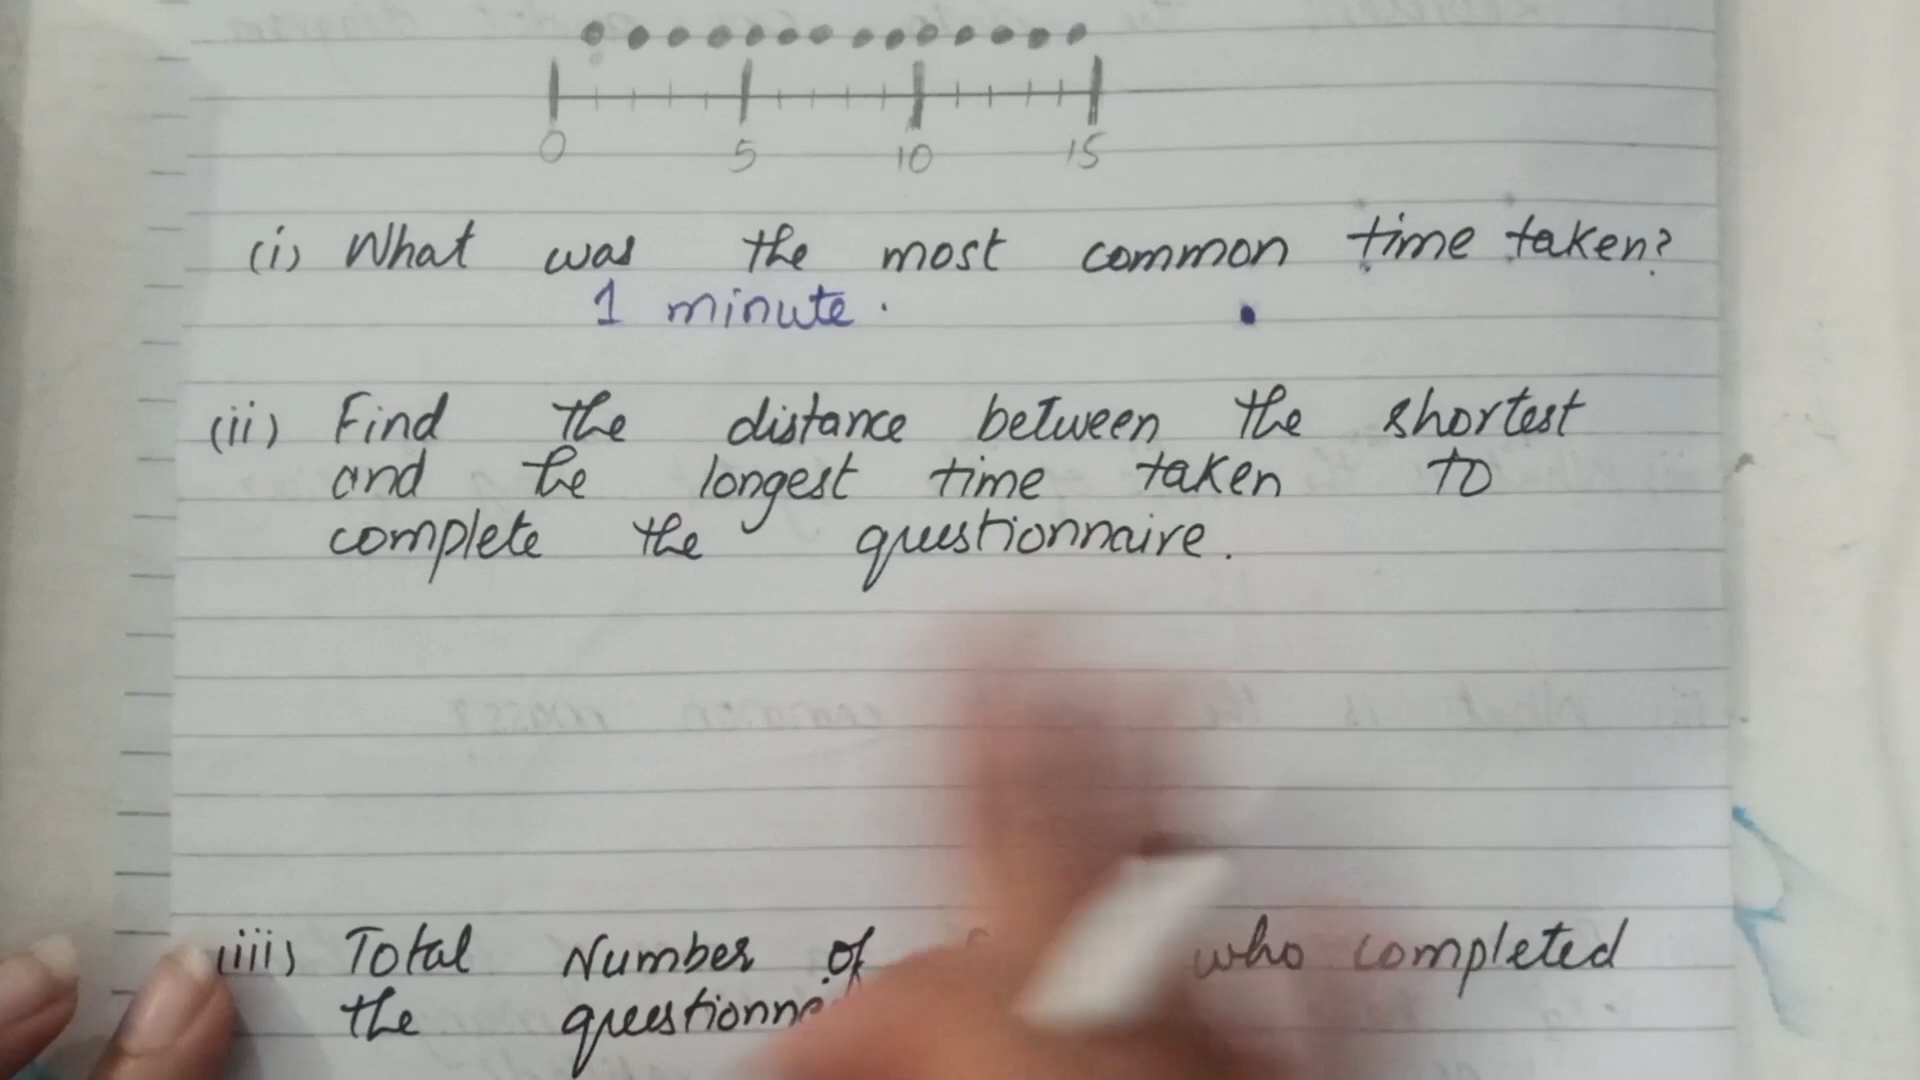 0 5 10 15
(i) What was the most common time taken?
1 minute.
(ii) Find the distance between the shortest
and the longest time taken to
complete the questionnaire.
(iii) Total Number of who completed
the